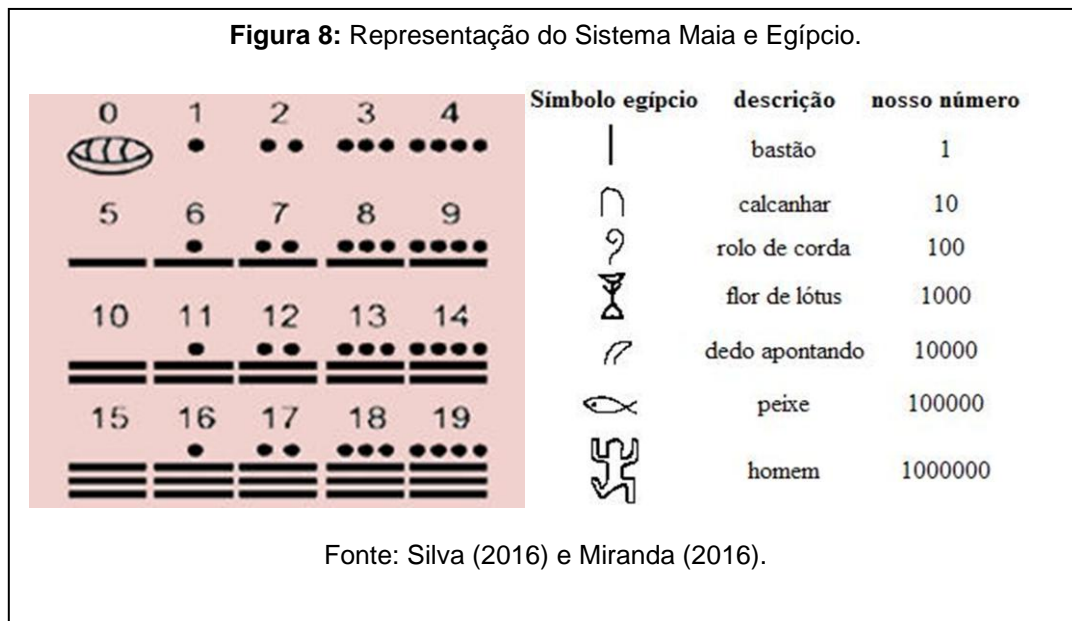 Figura 8: Representação do Sistema Maia e Egípcio.
0 1 2 3 4
5 6 7 8 9
10 11 12 13 14
15 16 17 18 19
Símbolo egípcio descrição nosso número
bastão 1
calcanhar 10
rolo de corda 100
flor de lótus 1000
dedo apontando 10000
peixe 100000
homem 1000000
Fonte: Silva (2016) e Miranda (2016).